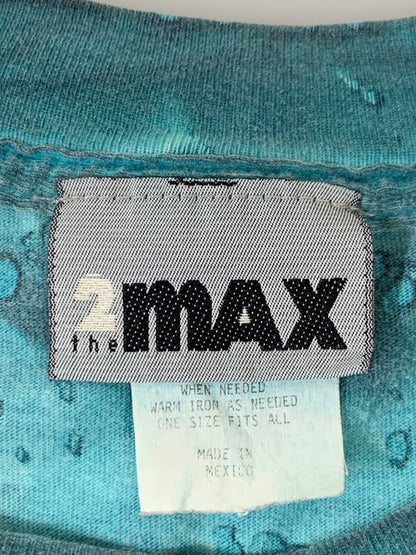 2
the MAX
WHEN NEEDED
WARM IRON AS NEEDED
ONE SIZE FITS ALL
MADE IN
MEXICO